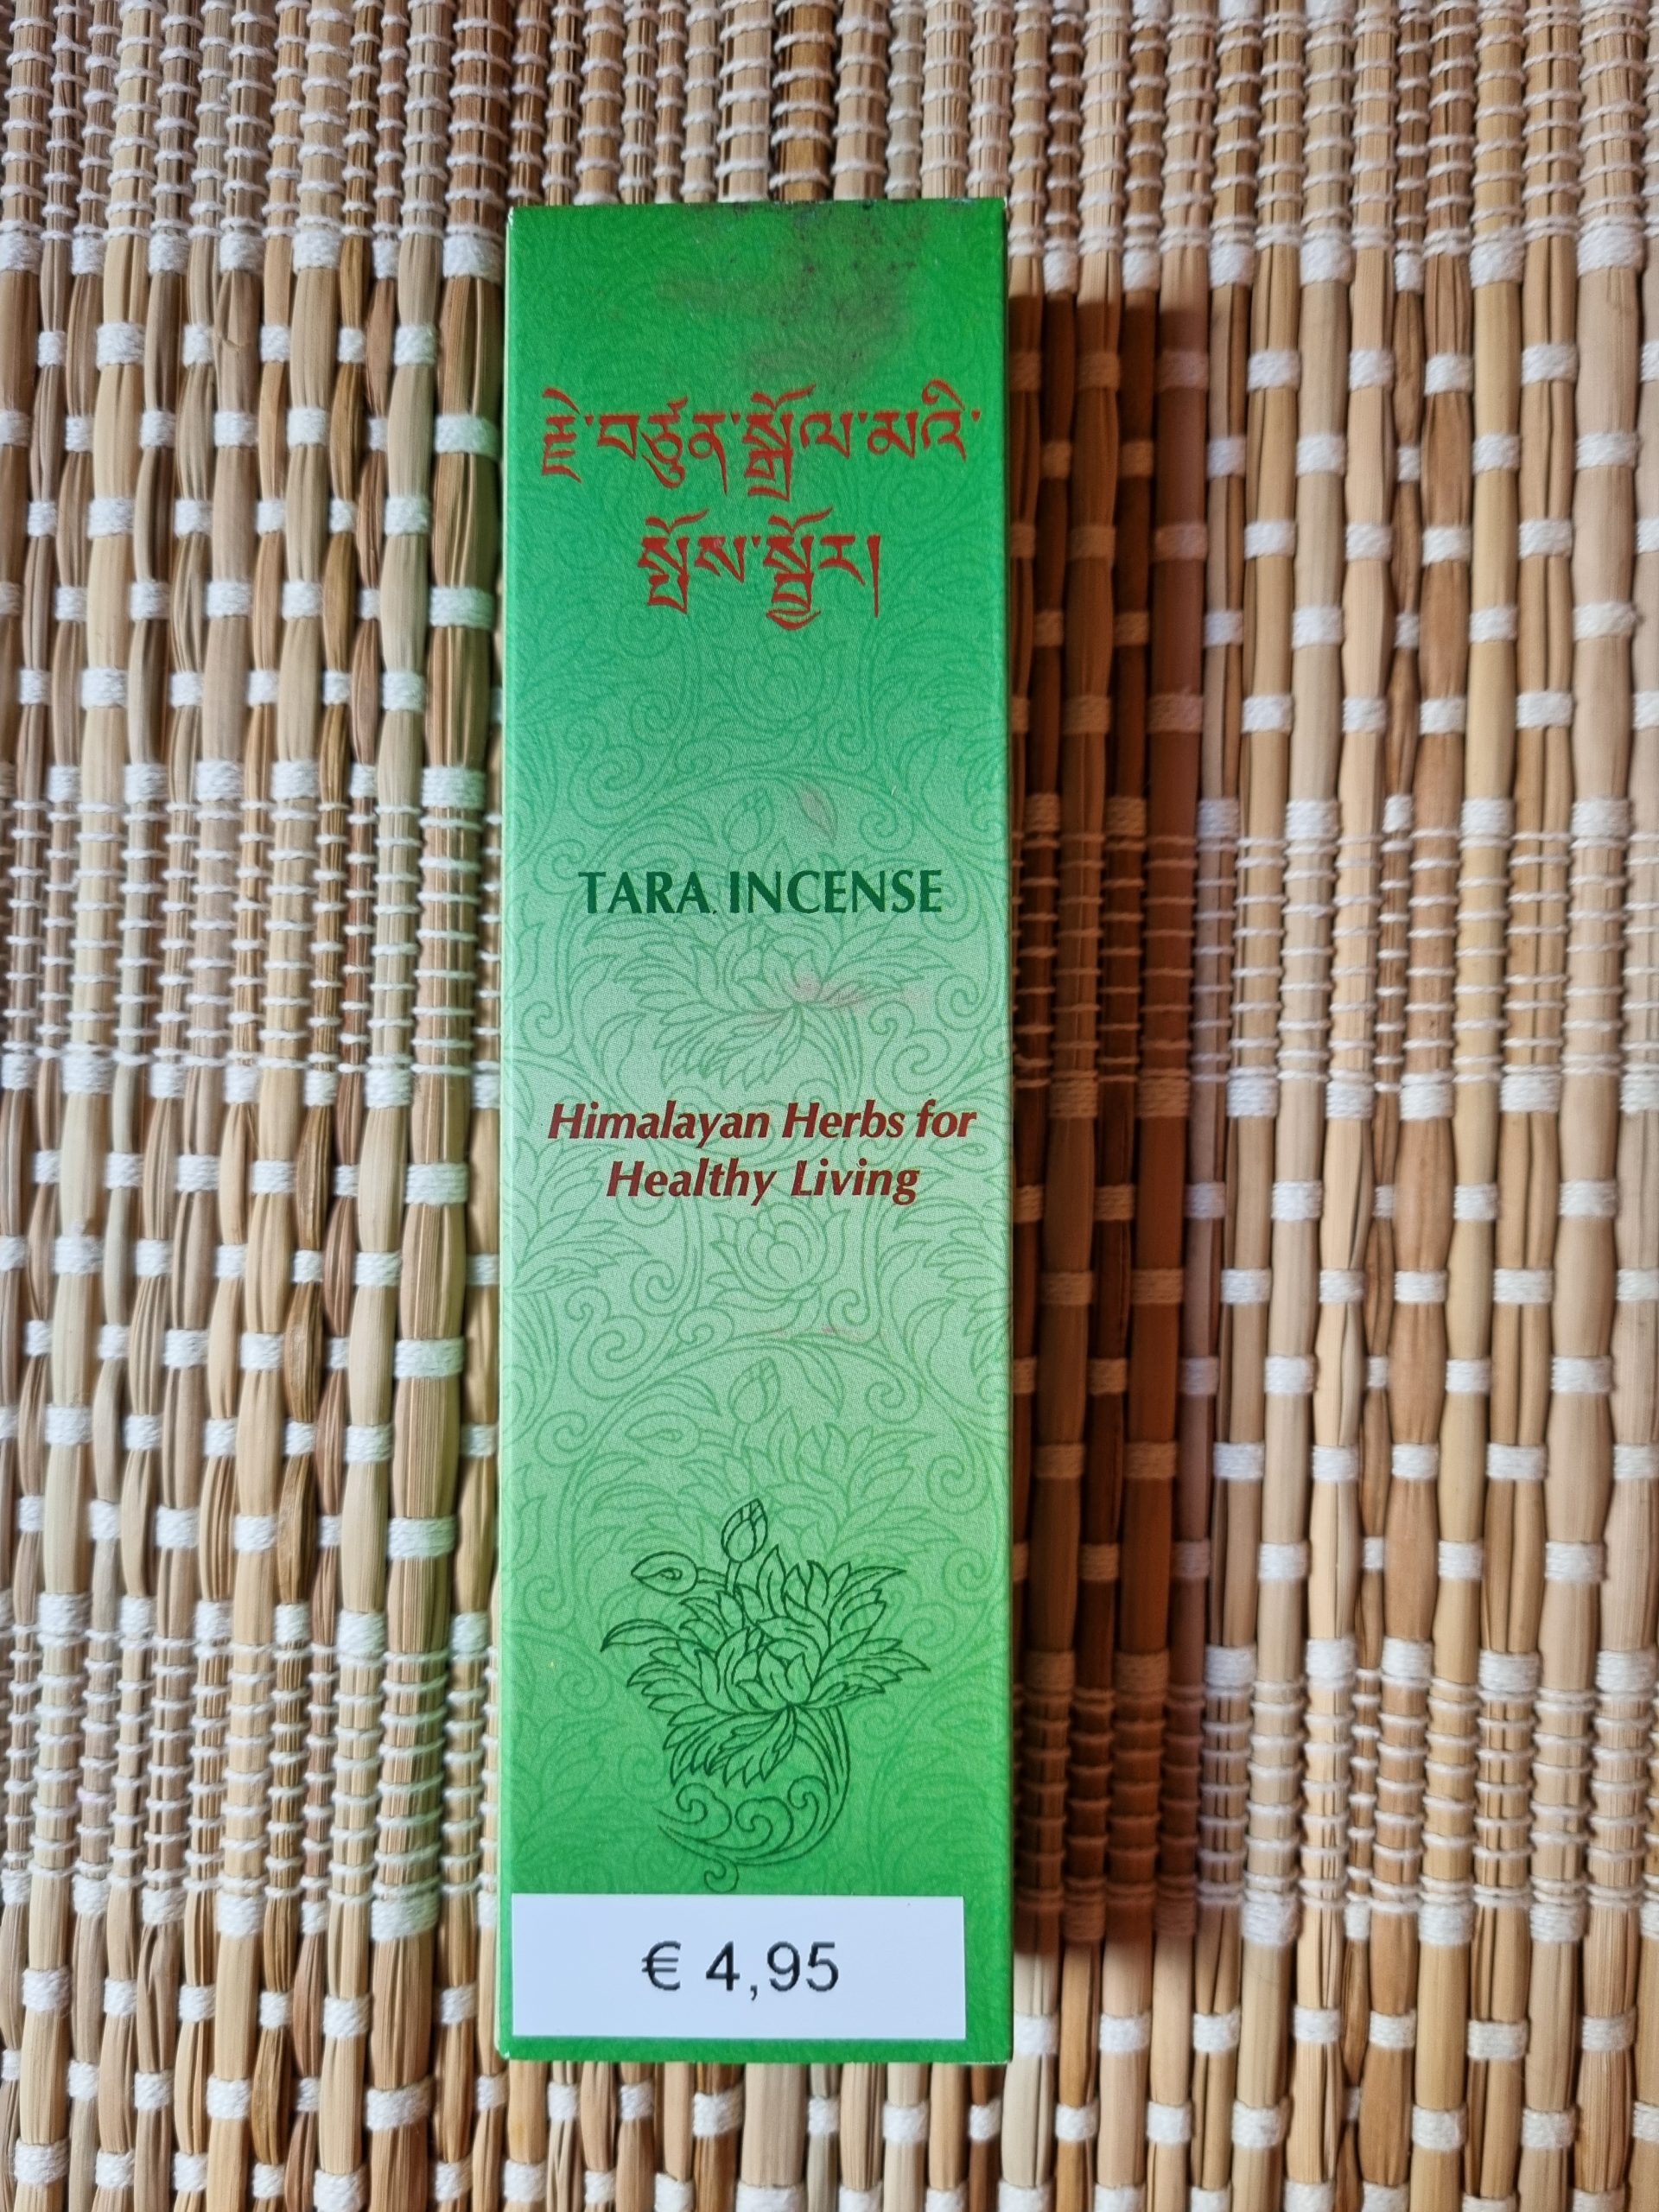 རྗེ་བཙུན་སྒྲོལ་མའི་
སྤོས་སྦྱོར།
TARA INCENSE
Himalayan Herbs for
Healthy Living
€ 4,95